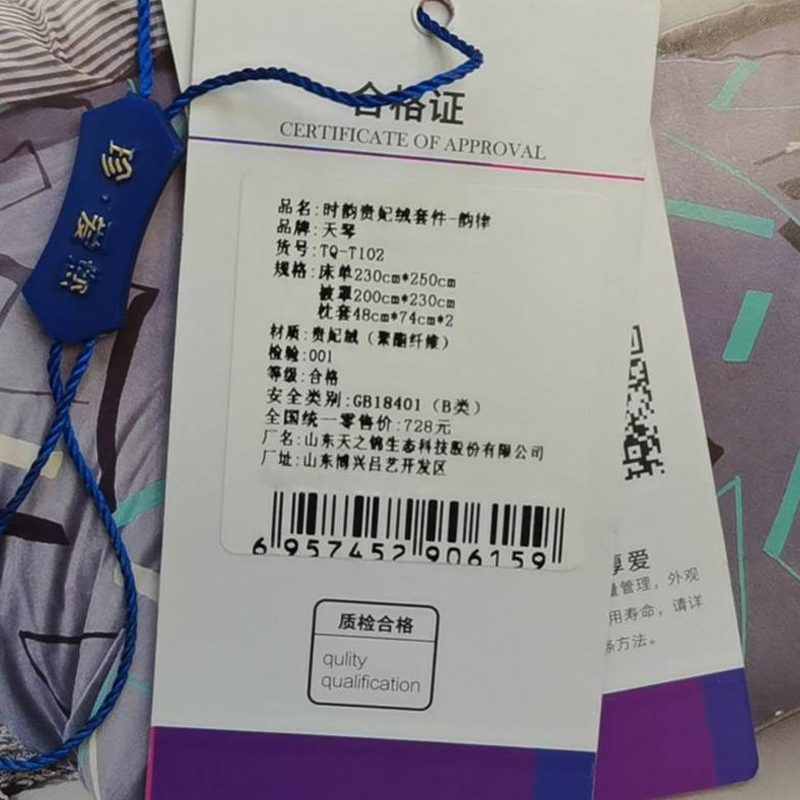 合格证
CERTIFICATE OF APPROVAL
品名:时韵贵妃绒套件-韵律
品牌:天琴
货号:TQ-T102
规格:床单230cm*250cm
被罩200cm*230cm
枕套48cm*74cm*2
材质:贵妃绒（聚酯纤维）
检验:001
等级:合格
安全类别:GB18401（B类）
全国统一零售价:728元
厂名:山东天之锦生态科技股份有限公司
厂址:山东博兴吕艺开发区
6 957452 906159
质检合格
qulity
qualification
珍·爱
厚爱
量管理，外观
用寿命，请详
条方法。